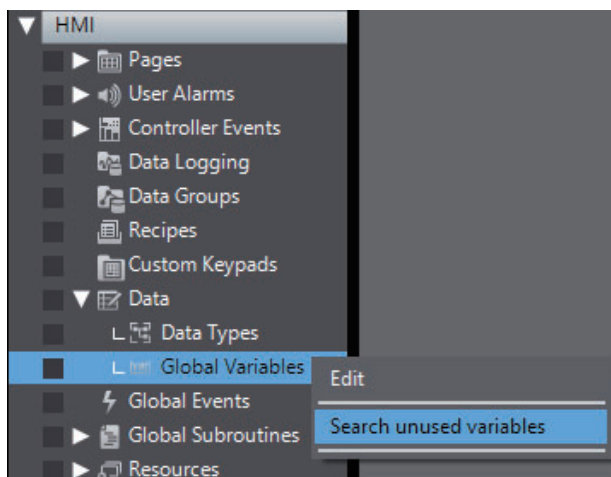 HMI
Pages
User Alarms
Controller Events
Data Logging
Data Groups
Recipes
Custom Keypads
Data
Data Types
Global Variables
Edit
Global Events
Search unused variables
Global Subroutines
Resources